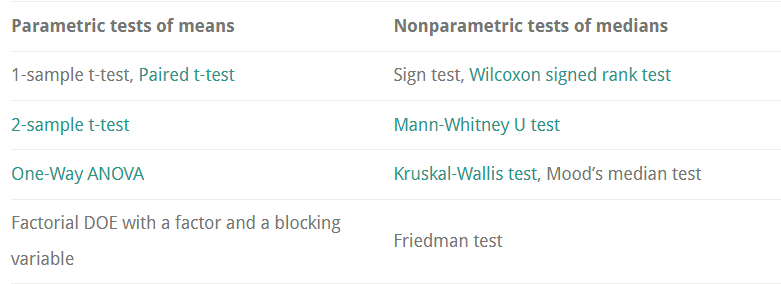 Parametric tests of means
Nonparametric tests of medians
1-sample t-test, Paired t-test
Sign test, Wilcoxon signed rank test
2-sample t-test
Mann-Whitney U test
One-Way ANOVA
Kruskal-Wallis test, Mood’s median test
Factorial DOE with a factor and a blocking
variable
Friedman test